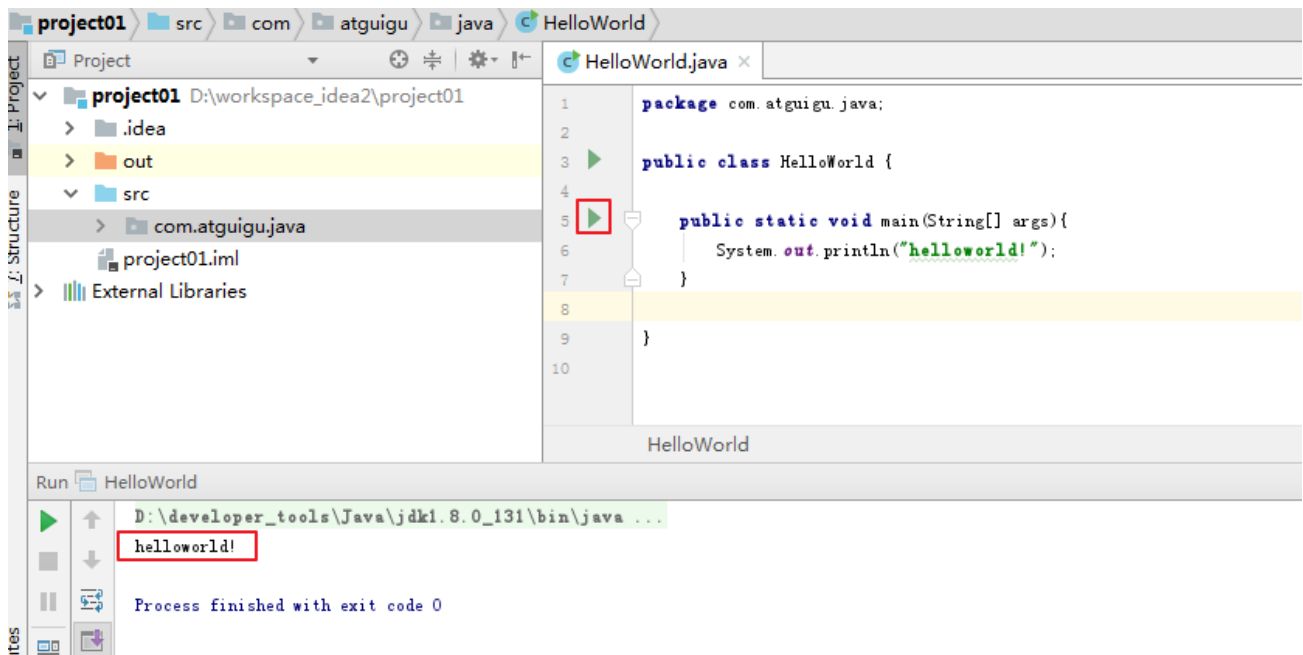 project01 src com atguigu java HelloWorld
Project
HelloWorld.java
1: Project
project01 D:\workspace_idea2\project01
.idea
out
src
com.atguigu.java
project01.iml
External Libraries
Structure
1 package com.atguigu.java;
2
3 public class HelloWorld {
4
5 public static void main(String[] args){
6 System.out.println("helloworld!");
7 }
8
9 }
10
HelloWorld
Run HelloWorld
D:\developer_tools\Java\jdk1.8.0_131\bin\java ...
helloworld!
Process finished with exit code 0